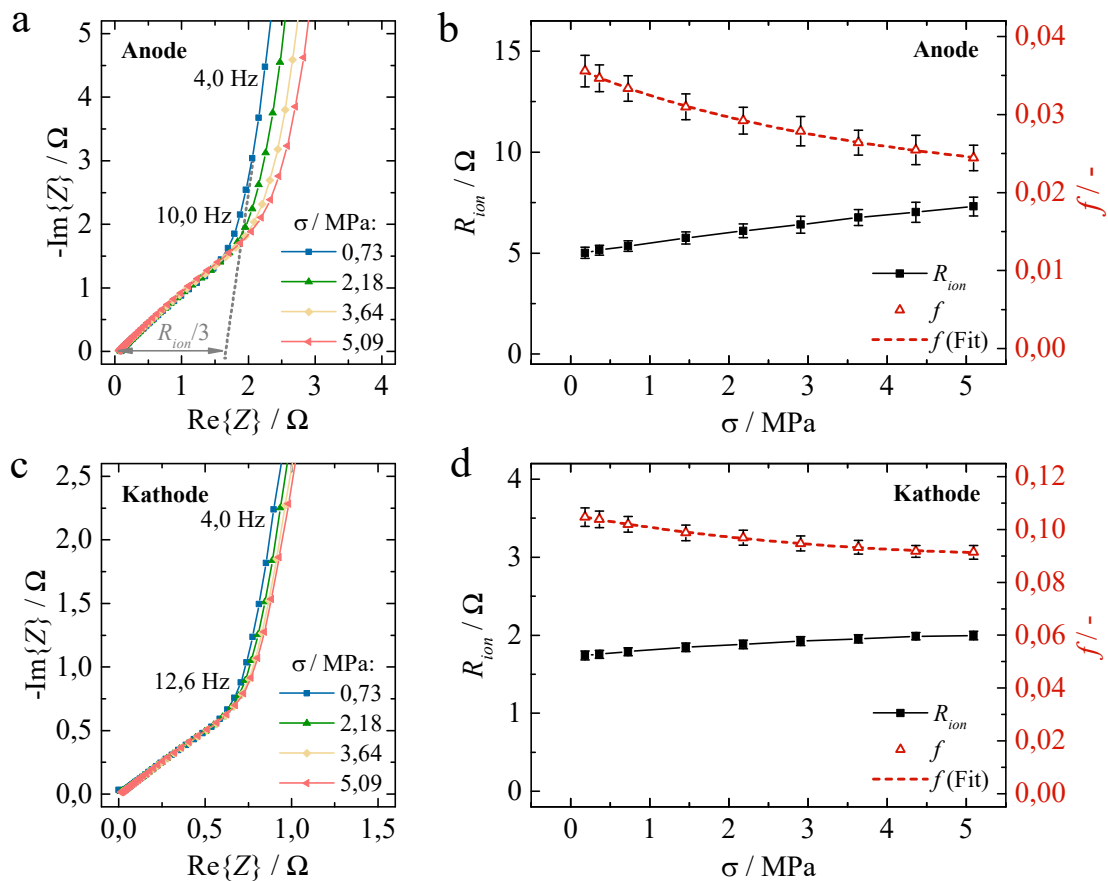 a
Anode
-Im{Z} / Ω
5
4
3
2
1
0
4,0 Hz
10,0 Hz
σ / MPa:
0,73
2,18
3,64
5,09
R_ion/3
0 1 2 3 4
Re{Z} / Ω
b
Anode
R_ion / Ω
15
10
5
0
R_ion
f
f (Fit)
0,04
0,03
0,02
0,01
0,00
f / -
0 1 2 3 4 5
σ / MPa
c
Kathode
-Im{Z} / Ω
2,5
2,0
1,5
1,0
0,5
0,0
4,0 Hz
12,6 Hz
σ / MPa:
0,73
2,18
3,64
5,09
0,0 0,5 1,0 1,5
Re{Z} / Ω
d
Kathode
R_ion / Ω
4
3
2
1
0
R_ion
f
f (Fit)
0,12
0,10
0,08
0,06
0,04
0,02
0,00
f / -
0 1 2 3 4 5
σ / MPa